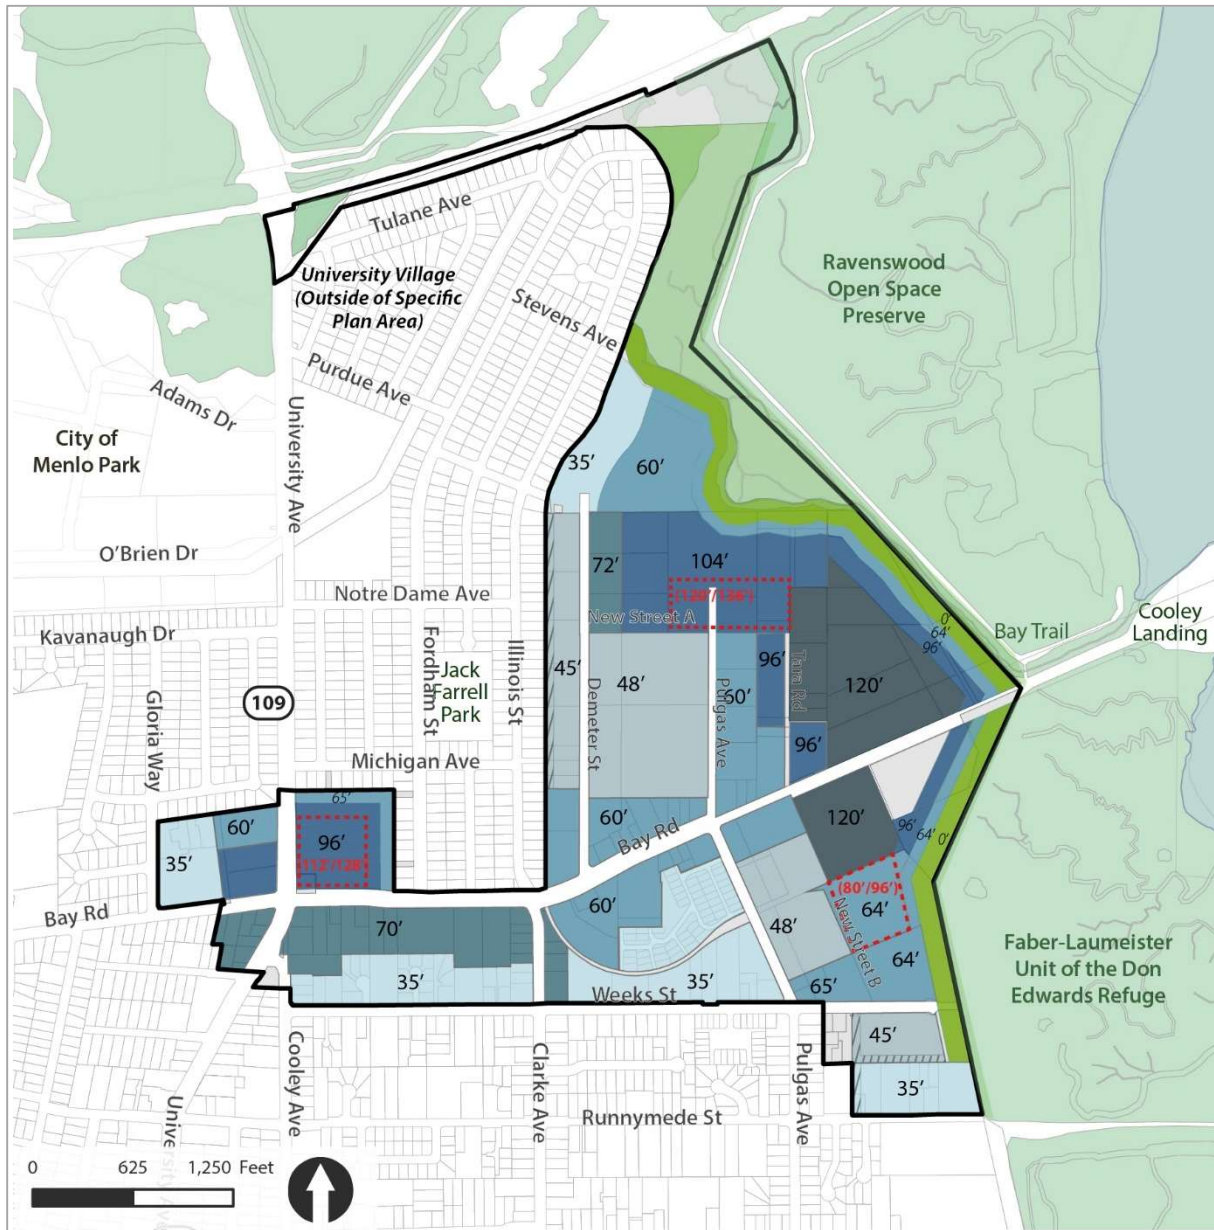 Tulane Ave
University Village
(Outside of Specific
Plan Area)
Stevens Ave
Ravenswood
Open Space
Preserve
Purdue Ave
Adams Dr
City of
Menlo Park
University Ave
35'
60'
O'Brien Dr
72'
104'
Notre Dame Ave
New Street A
Kavanaugh Dr
Gloria Way
109
Fordham St
Jack
Farrell
Park
Illinois St
45'
Demeter St
48'
Pulgas Ave
60'
96'
Tara Rd
120'
96'
0'
64'
96'
Bay Trail
Cooley
Landing
Michigan Ave
65'
60'
35'
96'
60'
Bay Rd
120'
96'
64'
0'
Bay Rd
70'
60'
48'
(80'/96')
64'
New Street B
64'
65'
35'
35'
Weeks St
Faber-Laumeister
Unit of the Don
Edwards Refuge
45'
35'
Cooley Ave
Clarke Ave
Pulgas Ave
Runnymede St
0 625 1,250 Feet